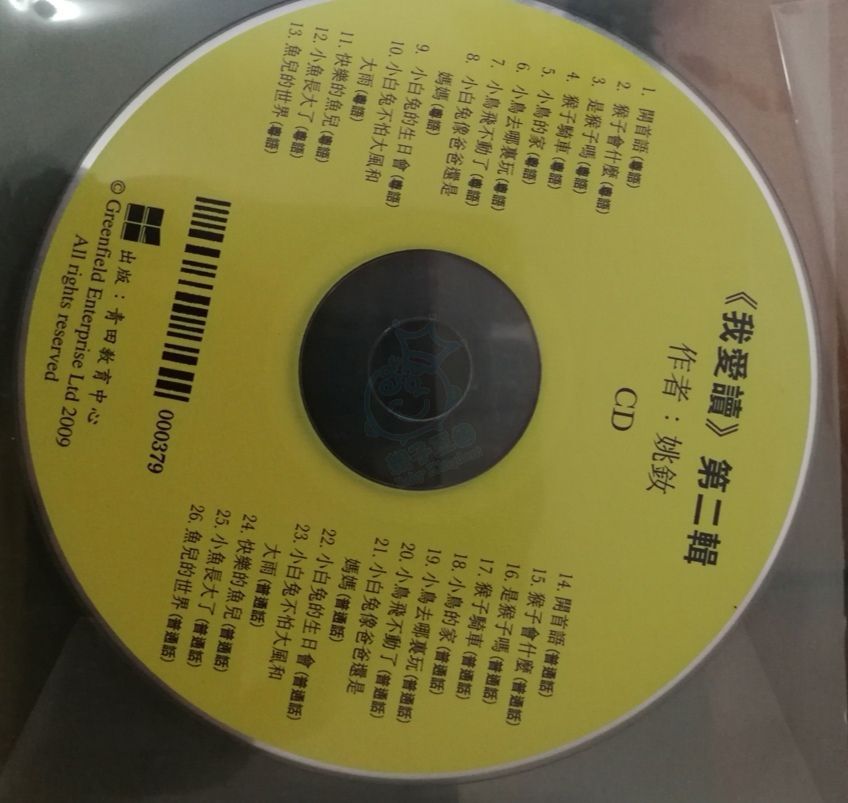 《我愛讀》第二輯
作者：姚釹
CD
1. 開首語 (粵語)
2. 猴子會什麼 (粵語)
3. 是猴子嗎 (粵語)
4. 猴子騎車 (粵語)
5. 小鳥的家 (粵語)
6. 小鳥去哪裏玩 (粵語)
7. 小鳥飛不動了 (粵語)
8. 小白兔像爸爸還是
媽媽 (粵語)
9. 小白兔的生日會 (粵語)
10. 小白兔不怕大風和
大雨 (粵語)
11. 快樂的魚兒 (粵語)
12. 小魚長大了 (粵語)
13. 魚兒的世界 (粵語)
14. 開首語 (普通話)
15. 猴子會什麼 (普通話)
16. 是猴子嗎 (普通話)
17. 猴子騎車 (普通話)
18. 小鳥的家 (普通話)
19. 小鳥去哪裏玩 (普通話)
20. 小鳥飛不動了 (普通話)
21. 小白兔像爸爸還是
媽媽 (普通話)
22. 小白兔的生日會 (普通話)
23. 小白兔不怕大風和
大雨 (普通話)
24. 快樂的魚兒 (普通話)
25. 小魚長大了 (普通話)
26. 魚兒的世界 (普通話)
000379
出版：青田教育中心
© Greenfield Enterprise Ltd 2009
All rights reserved